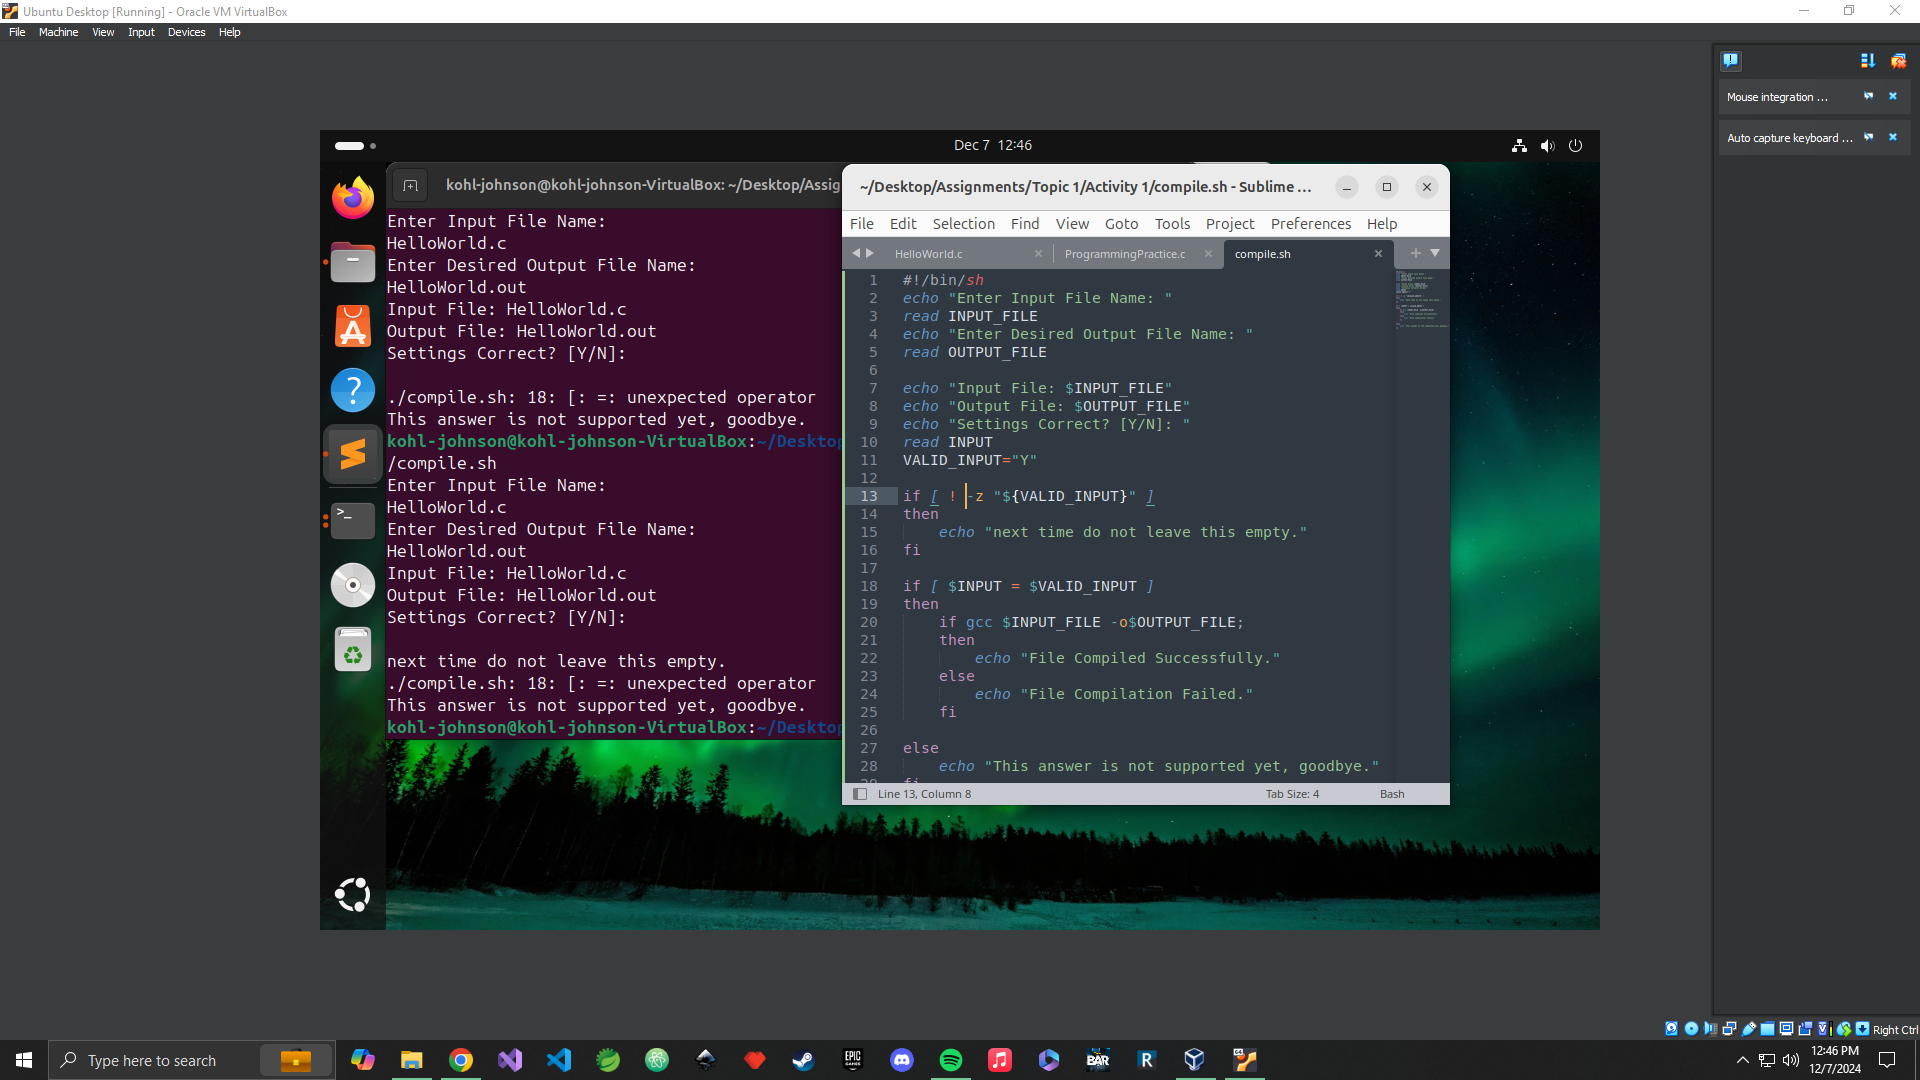 Ubuntu Desktop [Running] - Oracle VM VirtualBox
File Machine View Input Devices Help
Mouse integration ...
Auto capture keyboard ...
Dec 7 12:46
kohl-johnson@kohl-johnson-VirtualBox: ~/Desktop/Assig
Enter Input File Name:
HelloWorld.c
Enter Desired Output File Name:
HelloWorld.out
Input File: HelloWorld.c
Output File: HelloWorld.out
Settings Correct? [Y/N]:
./compile.sh: 18: [: =: unexpected operator
This answer is not supported yet, goodbye.
kohl-johnson@kohl-johnson-VirtualBox:~/Desktop
/compile.sh
Enter Input File Name:
HelloWorld.c
Enter Desired Output File Name:
HelloWorld.out
Input File: HelloWorld.c
Output File: HelloWorld.out
Settings Correct? [Y/N]:
next time do not leave this empty.
./compile.sh: 18: [: =: unexpected operator
This answer is not supported yet, goodbye.
kohl-johnson@kohl-johnson-VirtualBox:~/Desktop
~/Desktop/Assignments/Topic 1/Activity 1/compile.sh - Sublime ...
File Edit Selection Find View Goto Tools Project Preferences Help
HelloWorld.c ProgrammingPractice.c compile.sh
1 #!/bin/sh
2 echo "Enter Input File Name: "
3 read INPUT_FILE
4 echo "Enter Desired Output File Name: "
5 read OUTPUT_FILE
6
7 echo "Input File: $INPUT_FILE"
8 echo "Output File: $OUTPUT_FILE"
9 echo "Settings Correct? [Y/N]: "
10 read INPUT
11 VALID_INPUT="Y"
12
13 if [ ! -z "${VALID_INPUT}" ]
14 then
15 echo "next time do not leave this empty."
16 fi
17
18 if [ $INPUT = $VALID_INPUT ]
19 then
20 if gcc $INPUT_FILE -o$OUTPUT_FILE;
21 then
22 echo "File Compiled Successfully."
23 else
24 echo "File Compilation Failed."
25 fi
26
27 else
28 echo "This answer is not supported yet, goodbye."
29 fi
Line 13, Column 8 Tab Size: 4 Bash
Right Ctrl
Type here to search
EPIC GAMES
BAR
R
12:46 PM
12/7/2024